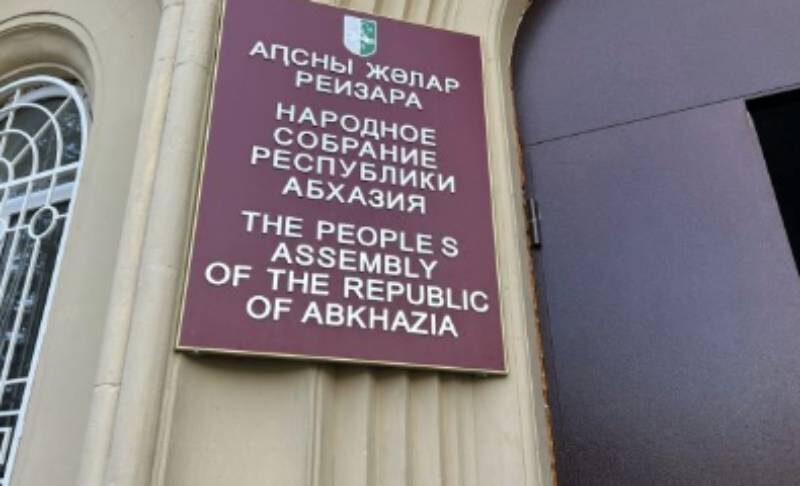 АԤСНЫ ЖӘЛАР
РЕИЗАРА
НАРОДНОЕ
СОБРАНИЕ
РЕСПУБЛИКИ
АБХАЗИЯ
THE PEOPLE S
ASSEMBLY
OF THE REPUBLIC
OF ABKHAZIA